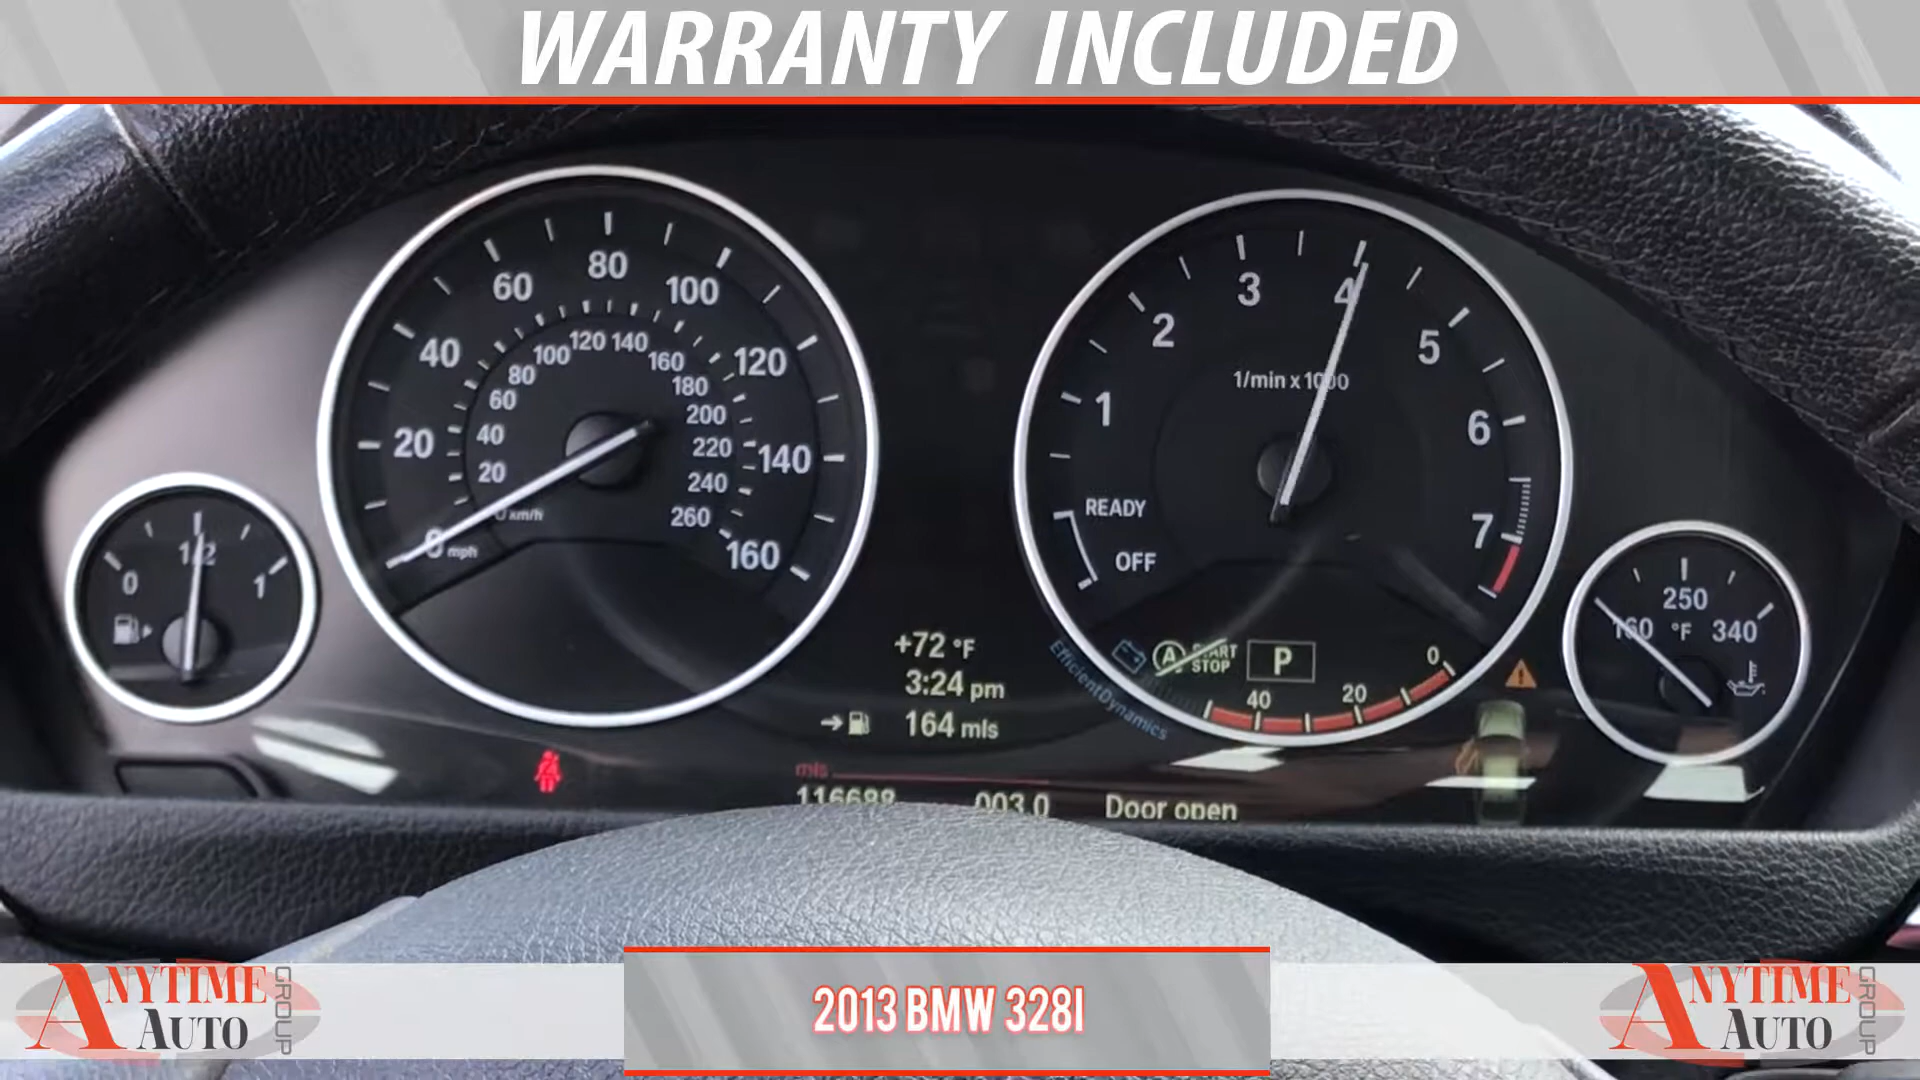 WARRANTY INCLUDED
0
1/2
1
0 mph
20
40
60
80
100
120
140
160
0 km/h
20
40
60
80
100
120
140
160
180
200
220
240
260
+72 °F
3:24 pm
164 mls
mls
116688
003.0
Door open
OFF
READY
1
2
3
4
5
6
7
1/min x 1000
A
START
STOP
P
40
20
0
EfficientDynamics
160
250
340
°F
ANYTIME
AUTO
GROUP
2013 BMW 328I
ANYTIME
AUTO
GROUP